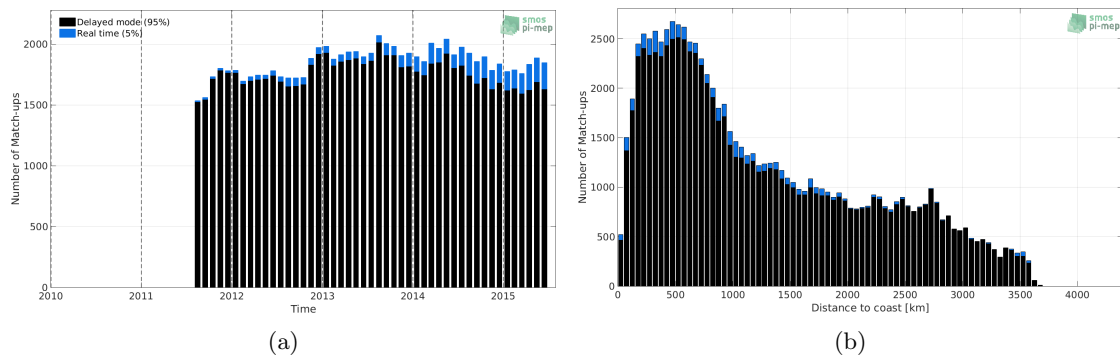 Delayed mode (95%)
Real time (5%)
smos
pi-mep
2000
1500
1000
500
0
Number of Match-ups
2010
2011
2012
2013
2014
2015
Time
(a)
smos
pi-mep
2500
2000
1500
1000
500
0
Number of Match-ups
0
500
1000
1500
2000
2500
3000
3500
4000
Distance to coast [km]
(b)